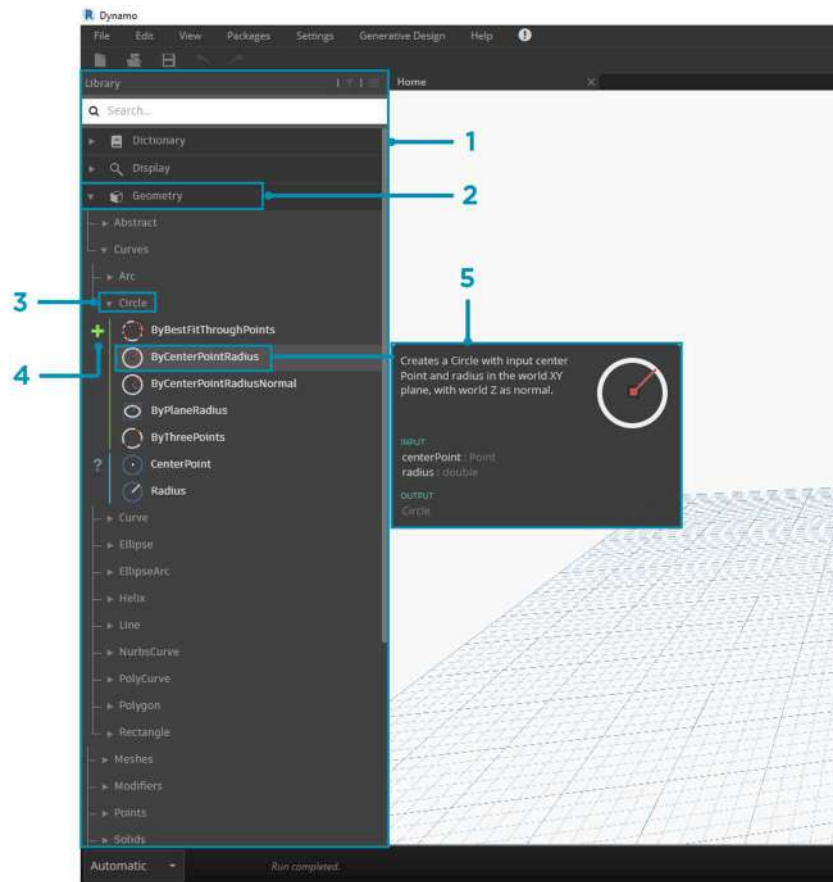 Dynamo
File Edit View Packages Settings Generative Design Help
Library
Home
Search...
Dictionary
1
Display
Geometry
2
Abstract
Curves
Arc
5
3
Circle
ByBestFitThroughPoints
ByCenterPointRadius
4
ByCenterPointRadiusNormal
ByPlaneRadius
ByThreePoints
? CenterPoint
Radius
Creates a Circle with input center
Point and radius in the world XY
plane, with world Z as normal.
INPUT
centerPoint : Point
radius : double
OUTPUT
Circle
Curve
Ellipse
EllipseArc
Helix
Line
NurbsCurve
PolyCurve
Polygon
Rectangle
Meshes
Modifiers
Points
Solids
Automatic
Run completed.